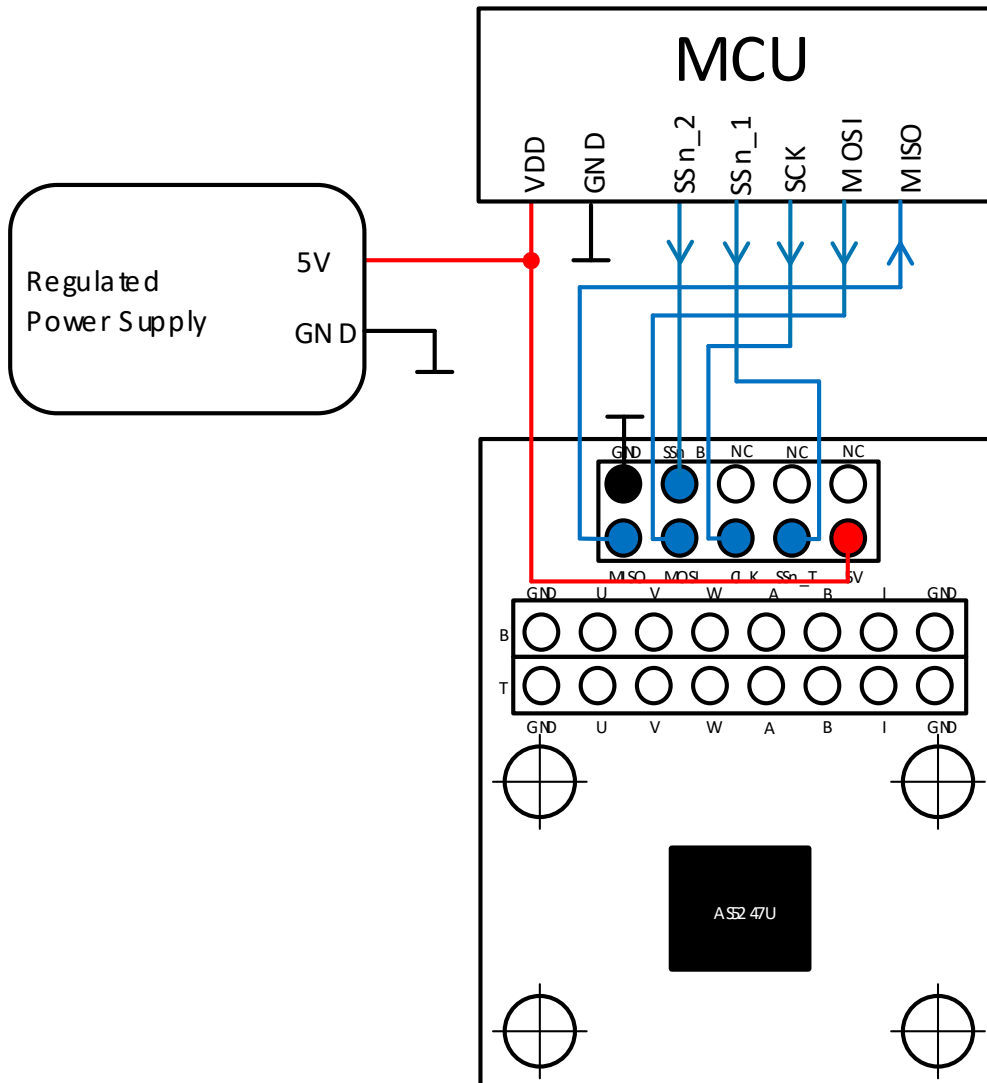 MCU
VDD GND SSn_2 SSn_1 SCK MOSI MISO
5V
Regulated
Power Supply
GND
GND SSn_B NC NC NC
MISO MOSI CLK SSn_T 5V
GND U V W A B I GND
B
T
GND U V W A B I GND
AS5247U